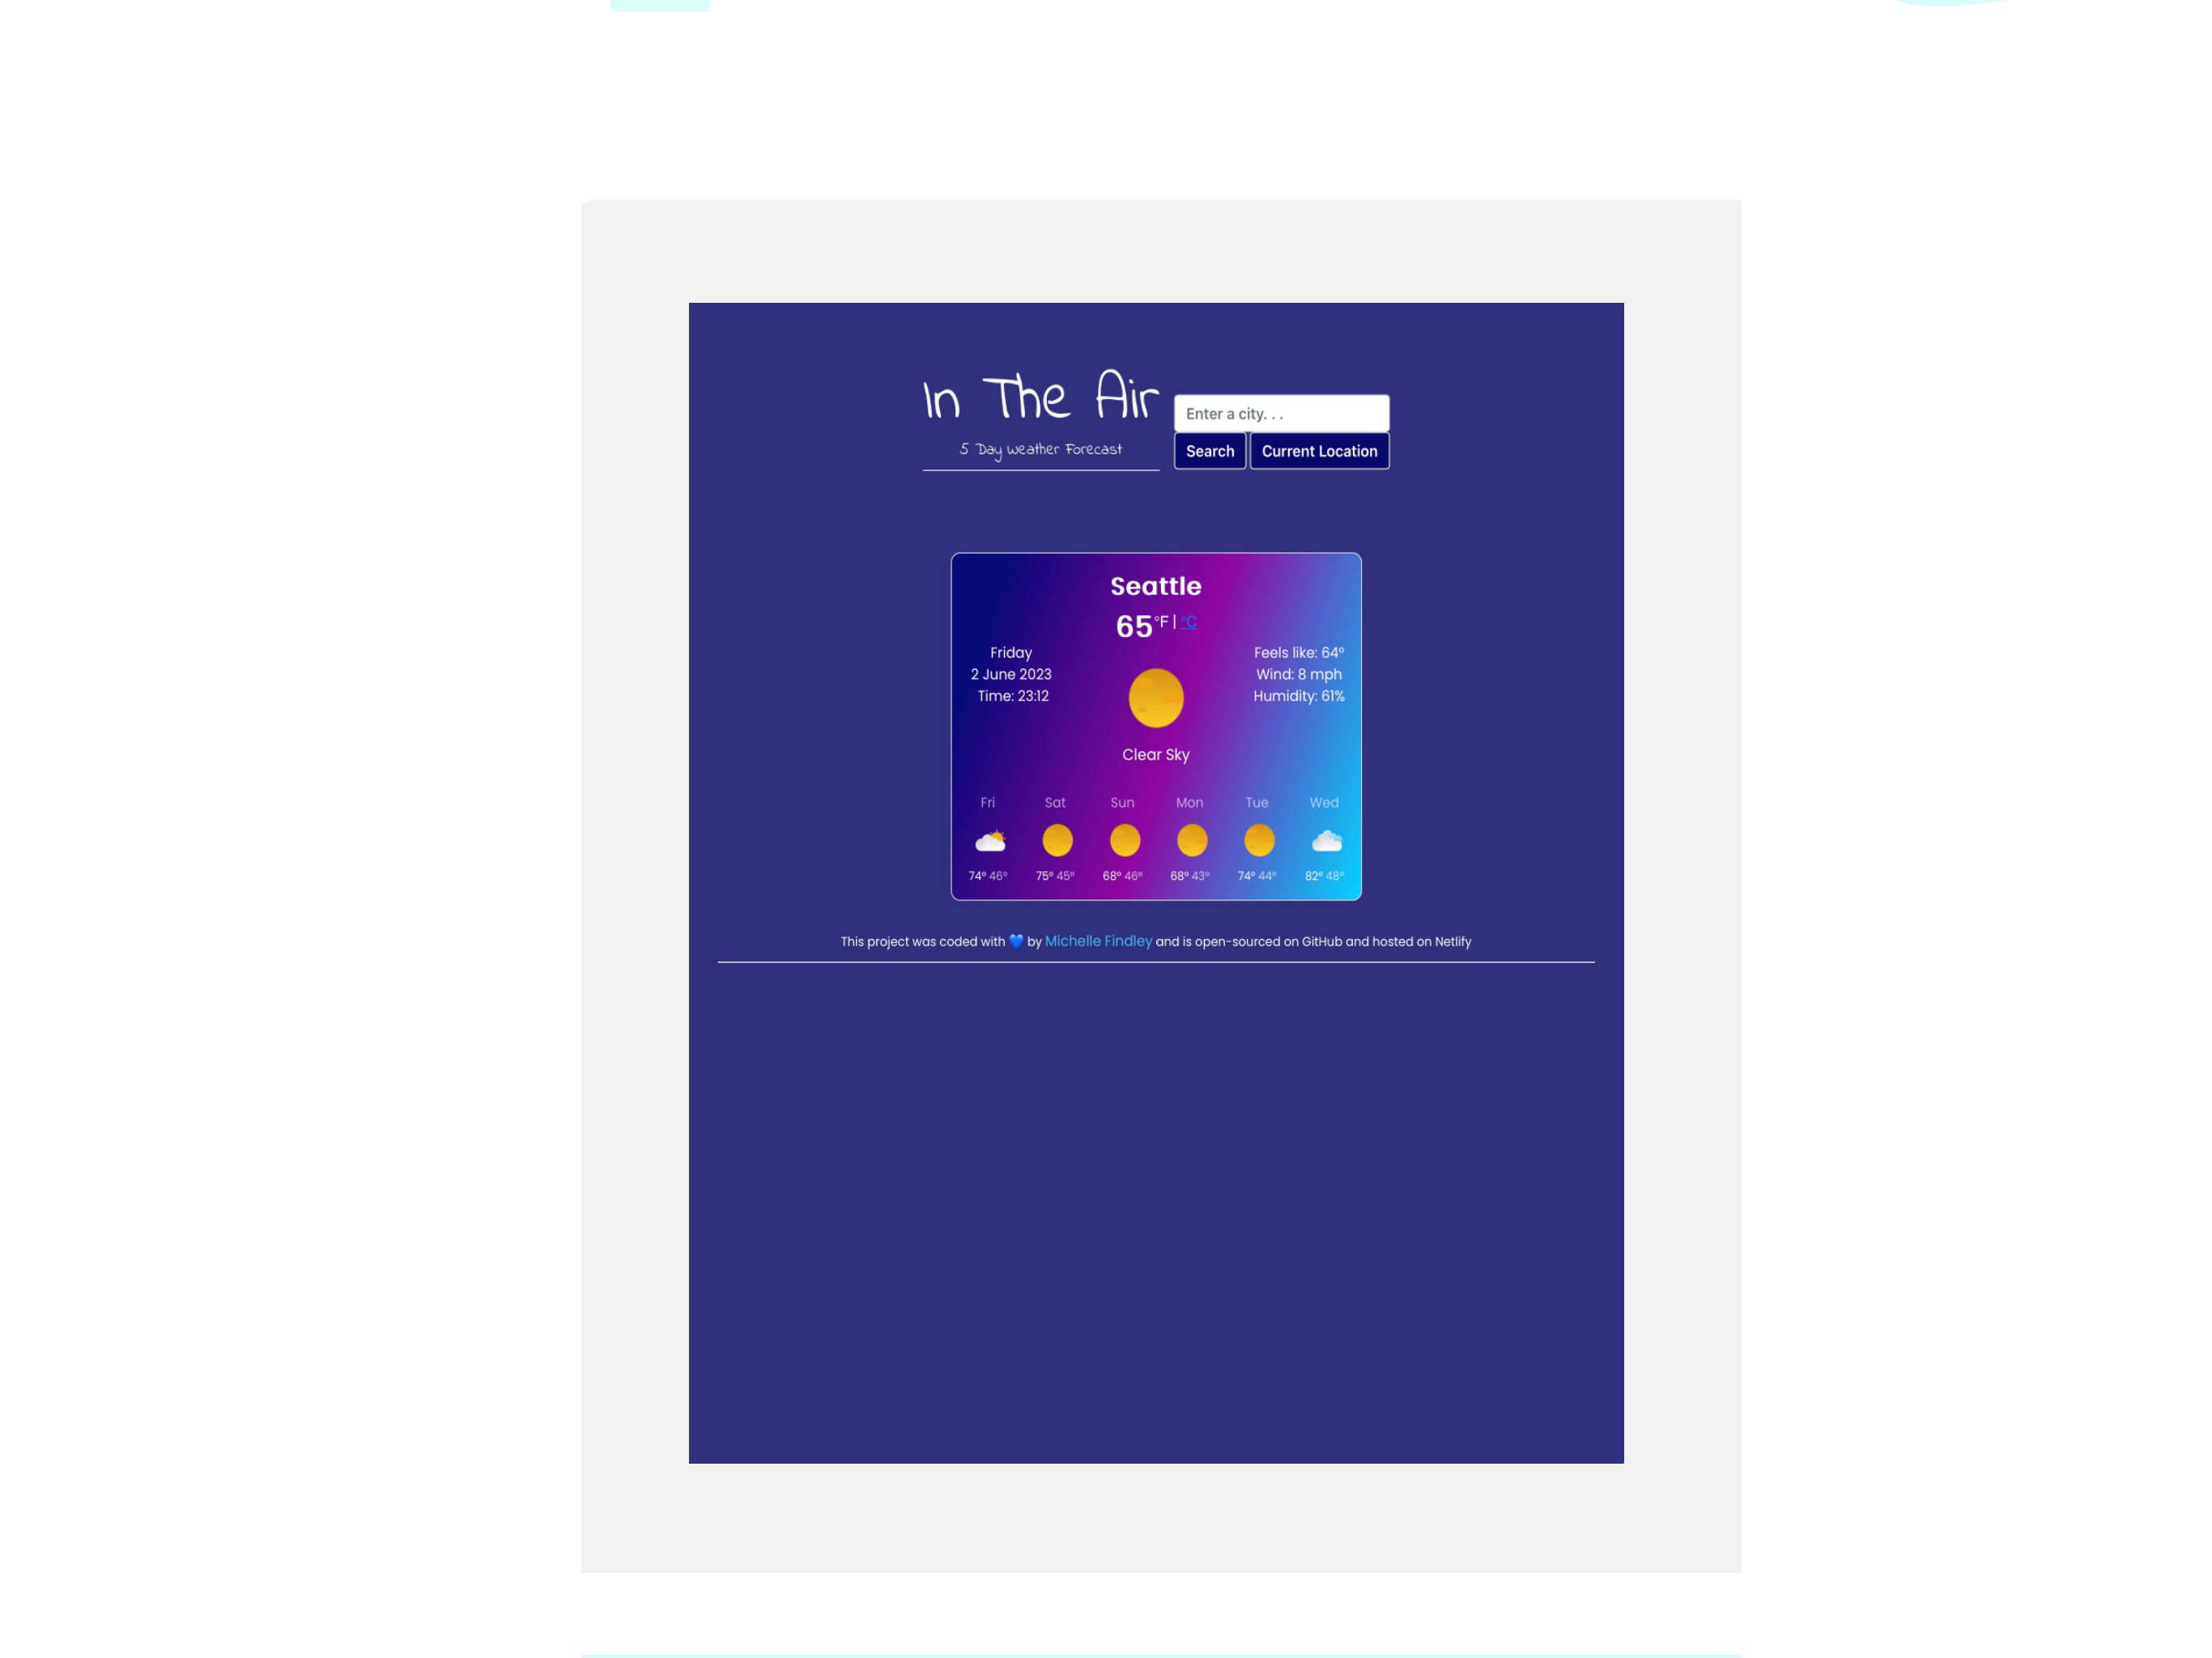 In The Air
5 Day Weather Forecast
Enter a city. . .
Search
Current Location
Seattle
65°F | °C
Friday
2 June 2023
Time: 23:12
Feels like: 64°
Wind: 8 mph
Humidity: 61%
Clear Sky
Fri Sat Sun Mon Tue Wed
74° 46° 75° 45° 68° 46° 68° 43° 74° 44° 82° 48°
This project was coded with 💙 by Michelle Findley and is open-sourced on GitHub and hosted on Netlify